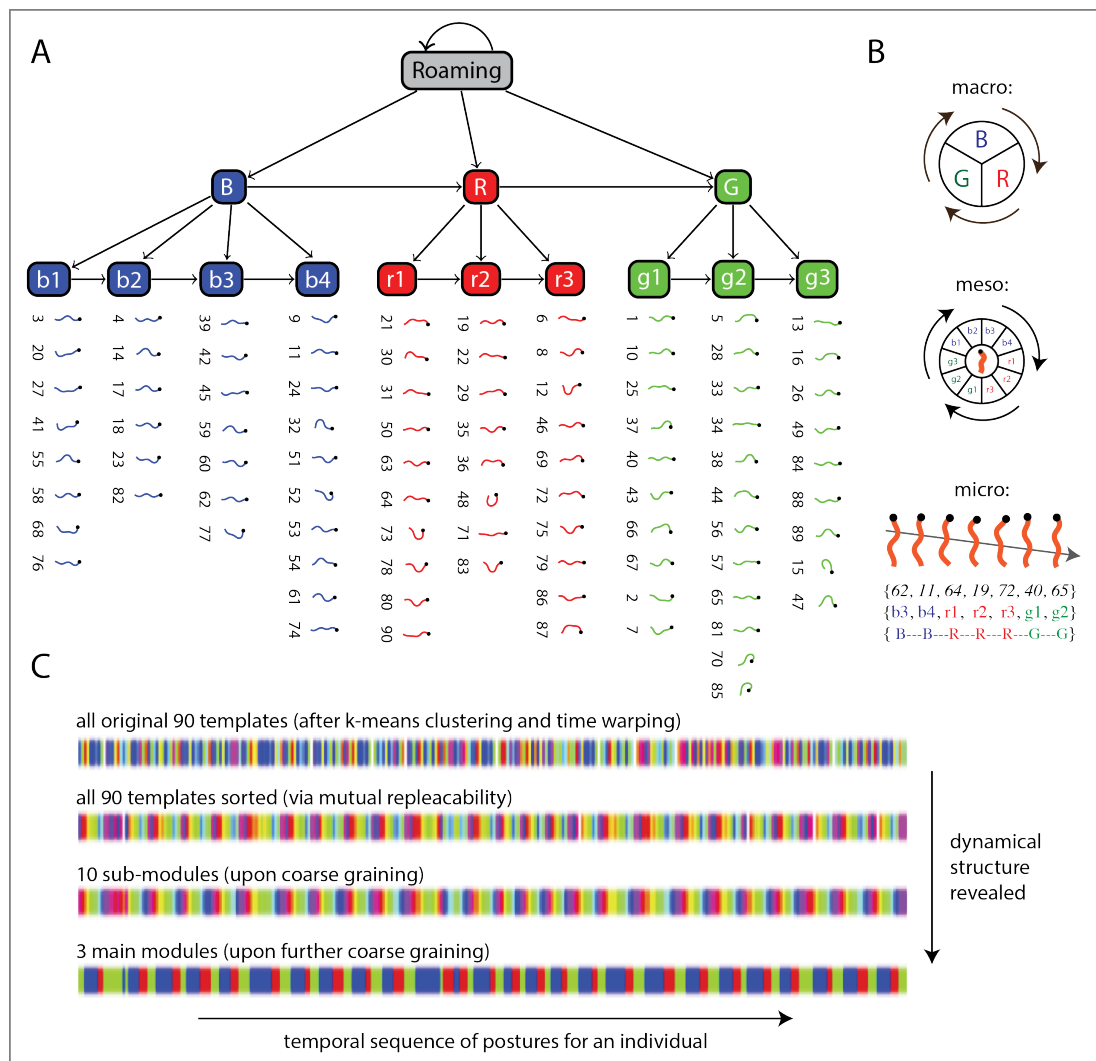 A
B
Roaming
B
R
G
b1
b2
b3
b4
r1
r2
r3
g1
g2
g3
3
20
27
41
55
58
68
76
4
14
17
18
23
82
39
42
45
59
60
62
77
9
11
24
32
51
52
53
54
61
74
21
30
31
50
63
64
73
78
80
90
19
22
29
35
36
48
71
83
6
8
12
46
69
72
75
79
86
87
1
10
25
37
40
43
66
67
2
7
5
28
33
34
38
44
56
57
65
81
70
85
13
16
26
49
84
88
89
15
47
macro:
B
G
R
meso:
b2
b3
b1
b4
g3
r1
g2
r2
g1
r3
micro:
{62, 11, 64, 19, 72, 40, 65}
{b3, b4, r1, r2, r3, g1, g2}
{ B---B---R---R---R---G---G}
C
all original 90 templates (after k-means clustering and time warping)
all 90 templates sorted (via mutual repleacability)
10 sub-modules (upon coarse graining)
3 main modules (upon further coarse graining)
dynamical
structure
revealed
temporal sequence of postures for an individual